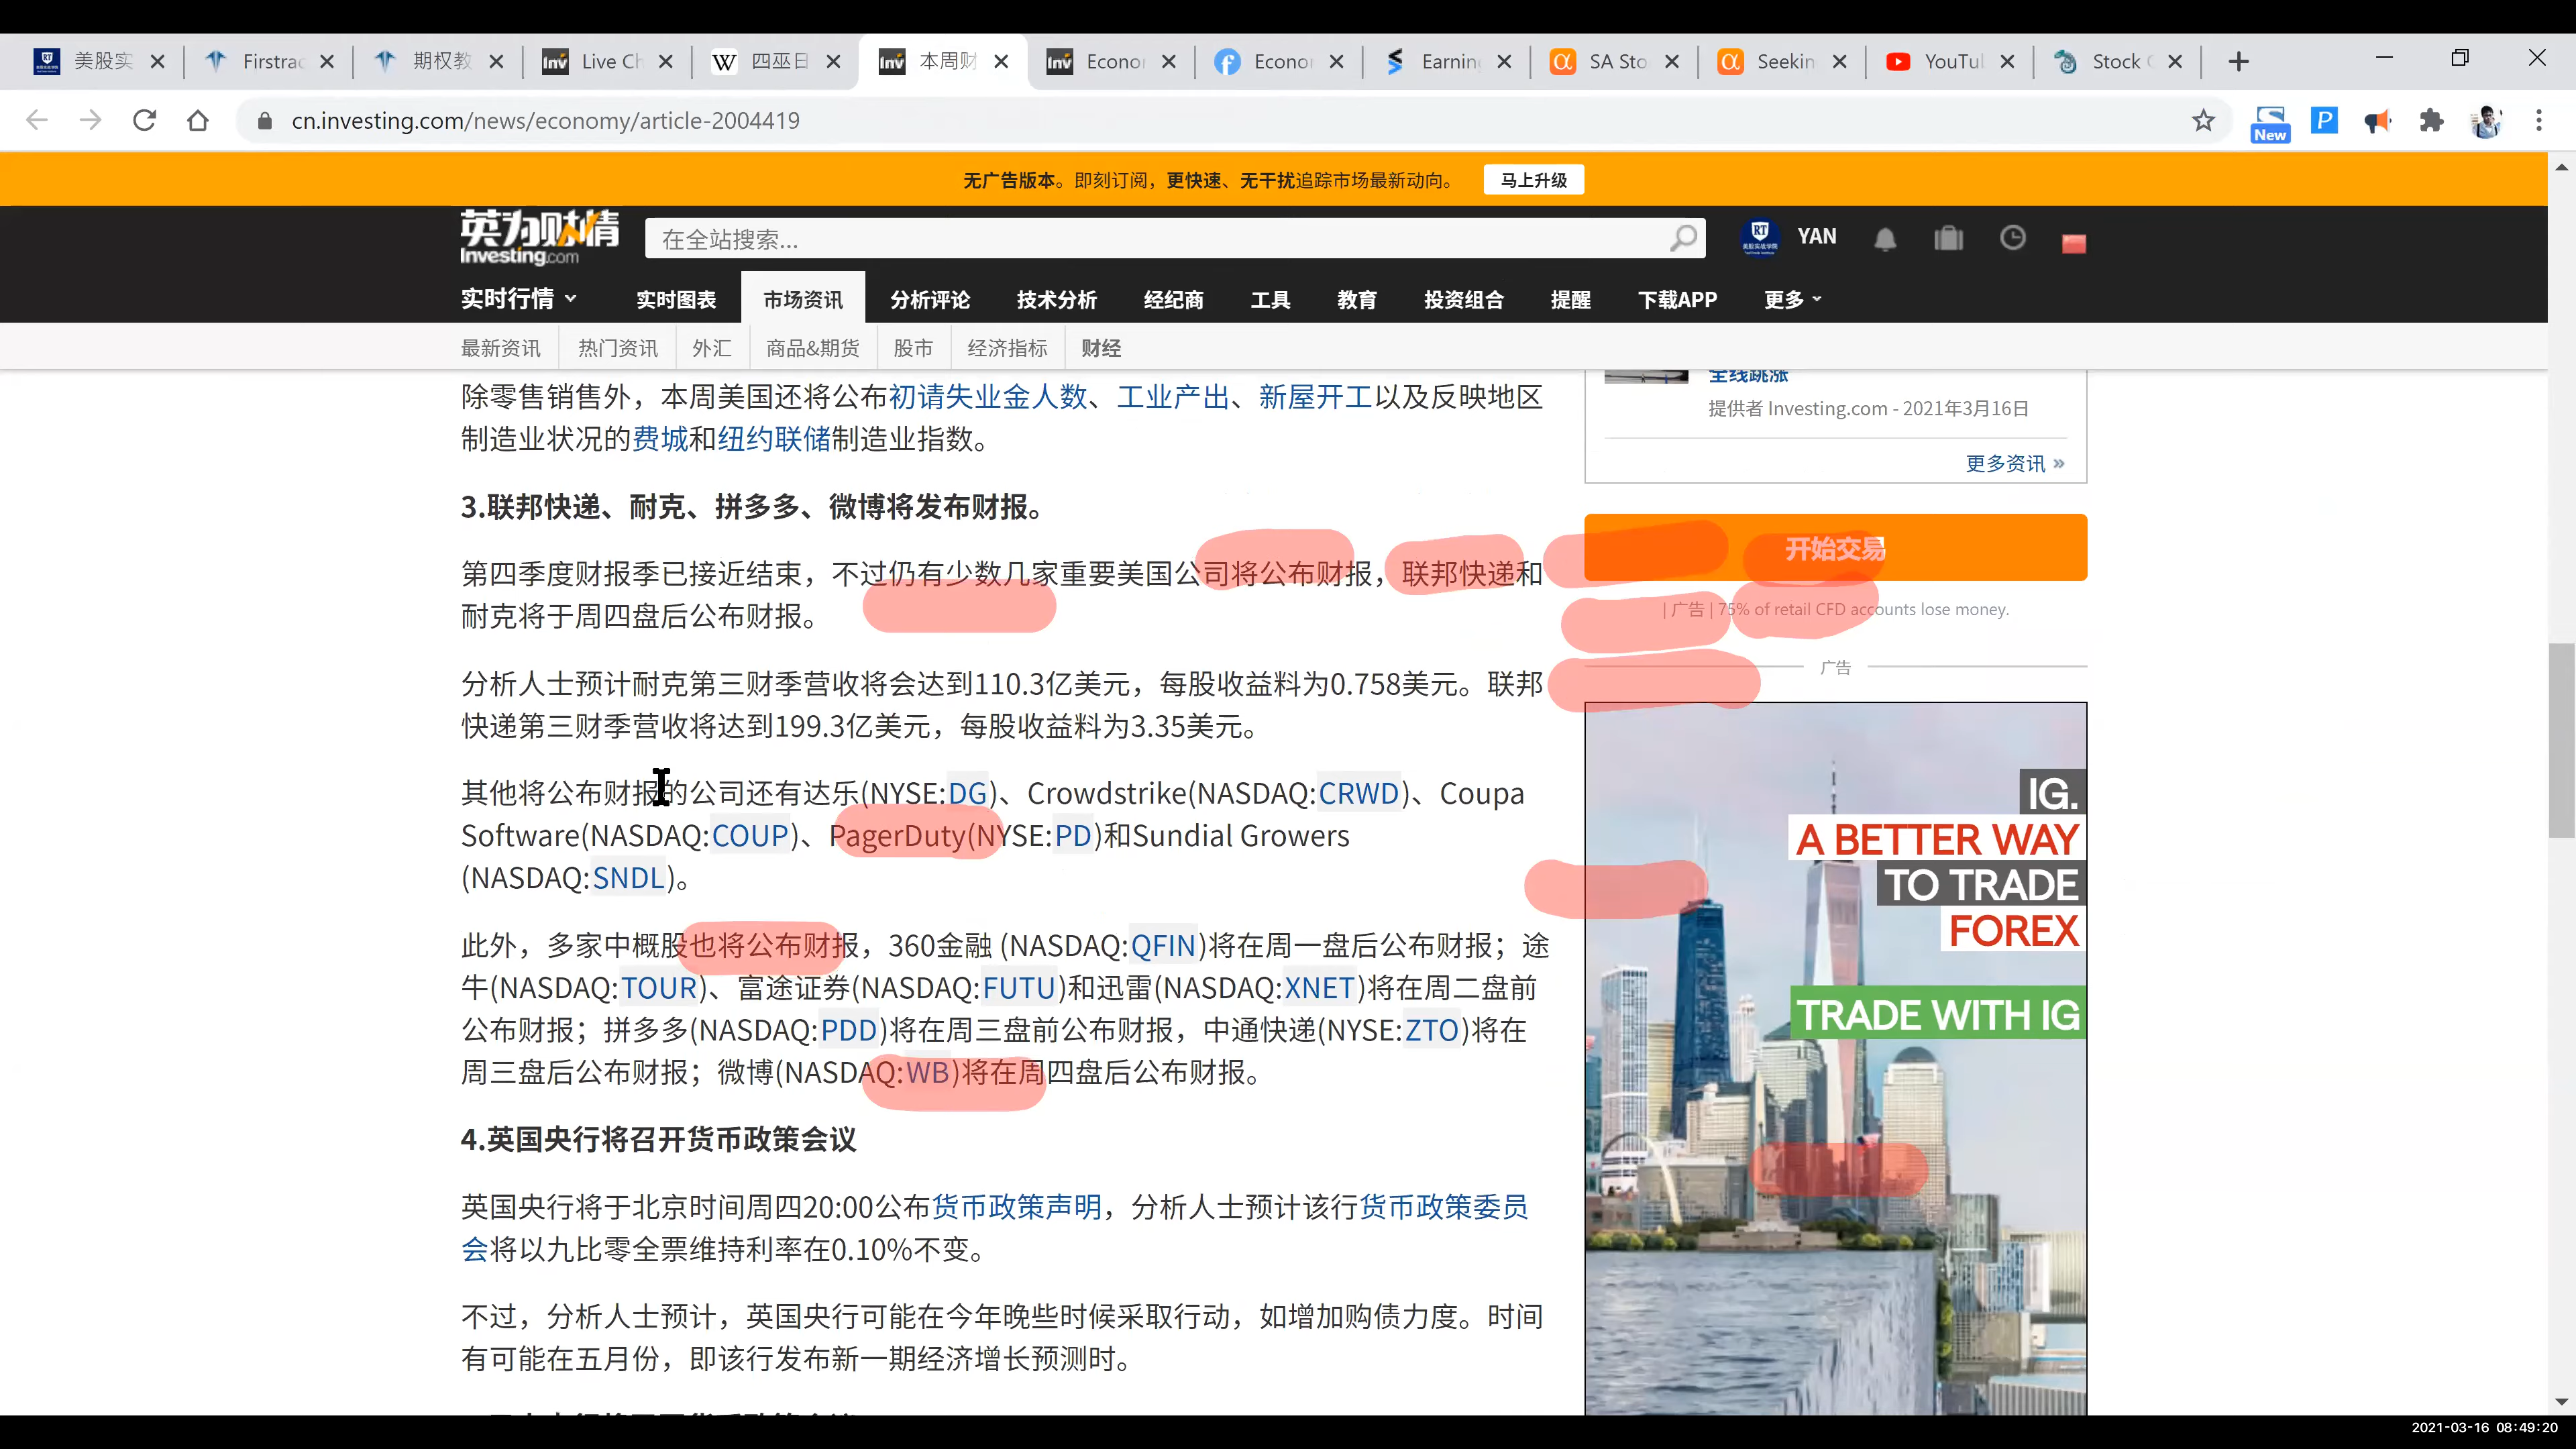 美股实
Firstrad
期权教
Live Ch
四巫日
本周财
Econor
Econor
Earning
SA Sto
Seekin
YouTu
Stock
cn.investing.com/news/economy/article-2004419
New
无广告版本。即刻订阅，更快速、无干扰追踪市场最新动向。 马上升级
英为财情
Investing.com
在全站搜索...
YAN
实时行情 实时图表 市场资讯 分析评论 技术分析 经纪商 工具 教育 投资组合 提醒 下载APP 更多
最新资讯 热门资讯 外汇 商品&期货 股市 经济指标 财经
除零售销售外，本周美国还将公布初请失业金人数、工业产出、新屋开工以及反映地区
制造业状况的费城和纽约联储制造业指数。
3.联邦快递、耐克、拼多多、微博将发布财报。
第四季度财报季已接近结束，不过仍有少数几家重要美国公司将公布财报，联邦快递和
耐克将于周四盘后公布财报。
分析人士预计耐克第三财季营收将会达到110.3亿美元，每股收益料为0.758美元。联邦
快递第三财季营收将达到199.3亿美元，每股收益料为3.35美元。
其他将公布财报的公司还有达乐(NYSE:DG)、Crowdstrike(NASDAQ:CRWD)、Coupa
Software(NASDAQ:COUP)、PagerDuty(NYSE:PD)和Sundial Growers
(NASDAQ:SNDL)。
此外，多家中概股也将公布财报，360金融 (NASDAQ:QFIN)将在周一盘后公布财报；途
牛(NASDAQ:TOUR)、富途证券(NASDAQ:FUTU)和迅雷(NASDAQ:XNET)将在周二盘前
公布财报；拼多多(NASDAQ:PDD)将在周三盘前公布财报，中通快递(NYSE:ZTO)将在
周三盘后公布财报；微博(NASDAQ:WB)将在周四盘后公布财报。
4.英国央行将召开货币政策会议
英国央行将于北京时间周四20:00公布货币政策声明，分析人士预计该行货币政策委员
会将以九比零全票维持利率在0.10%不变。
不过，分析人士预计，英国央行可能在今年晚些时候采取行动，如增加购债力度。时间
有可能在五月份，即该行发布新一期经济增长预测时。
全线跳涨
提供者 Investing.com - 2021年3月16日
更多资讯 »
开始交易
| 广告 | 75% of retail CFD accounts lose money.
广告
IG.
A BETTER WAY
TO TRADE
FOREX
TRADE WITH IG
2021-03-16 08:49:20